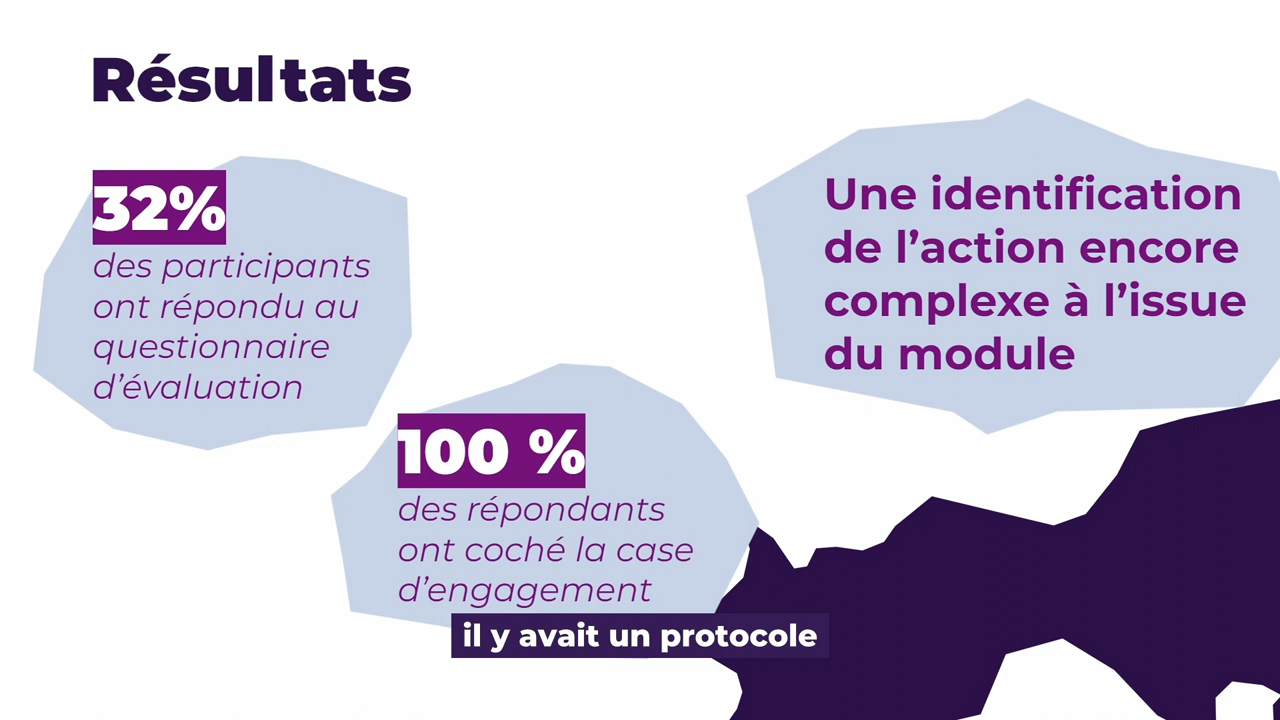 Résultats
32%
des participants
ont répondu au
questionnaire
d’évaluation
100 %
des répondants
ont coché la case
d’engagement
Une identification
de l’action encore
complexe à l’issue
du module
il y avait un protocole